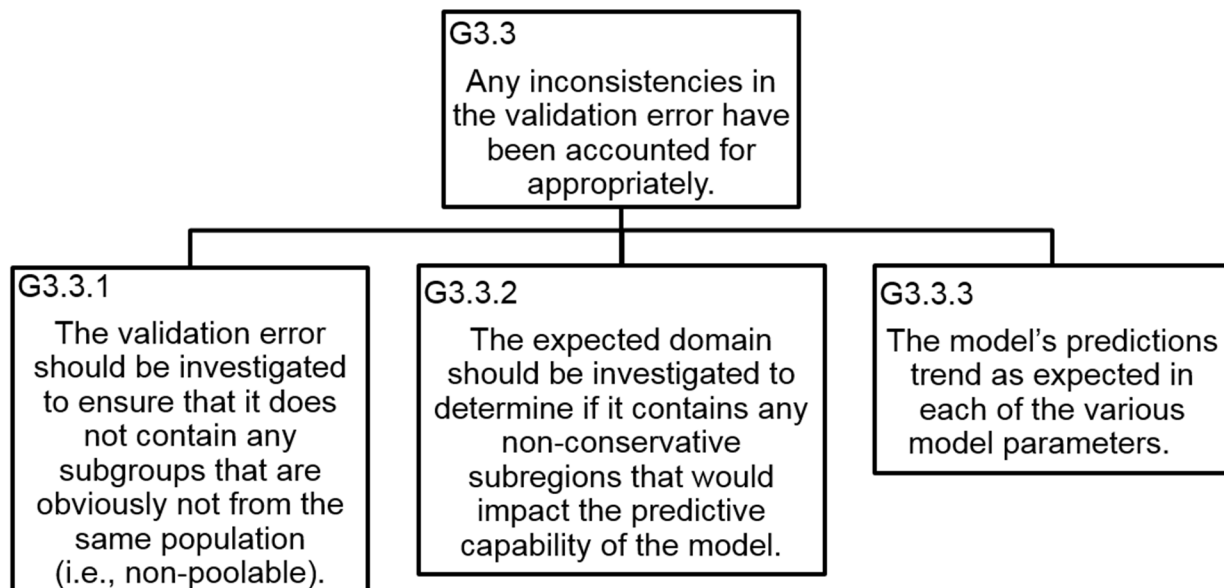 G3.3
Any inconsistencies in
the validation error have
been accounted for
appropriately.
G3.3.1
The validation error
should be investigated
to ensure that it does
not contain any
subgroups that are
obviously not from the
same population
(i.e., non-poolable).
G3.3.2
The expected domain
should be investigated to
determine if it contains any
non-conservative
subregions that would
impact the predictive
capability of the model.
G3.3.3
The model’s predictions
trend as expected in
each of the various
model parameters.